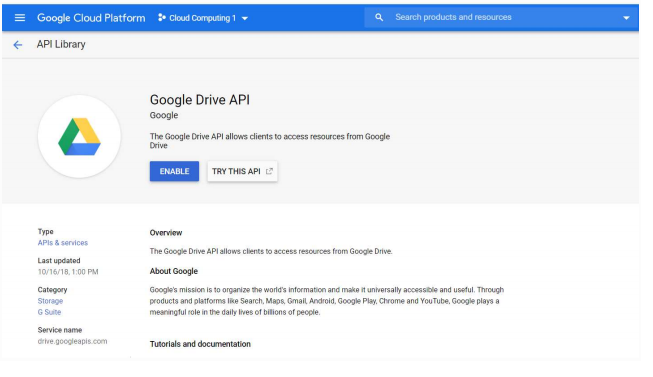 Google Cloud Platform
Cloud Computing 1
Search products and resources
API Library
Google Drive API
Google
The Google Drive API allows clients to access resources from Google
Drive
ENABLE
TRY THIS API
Type
APIs & services
Last updated
10/16/18, 1:00 PM
Category
Storage
G Suite
Service name
drive.googleapis.com
Overview
The Google Drive API allows clients to access resources from Google Drive.
About Google
Google's mission is to organize the world's information and make it universally accessible and useful. Through
products and platforms like Search, Maps, Gmail, Android, Google Play, Chrome and YouTube, Google plays a
meaningful role in the daily lives of billions of people.
Tutorials and documentation